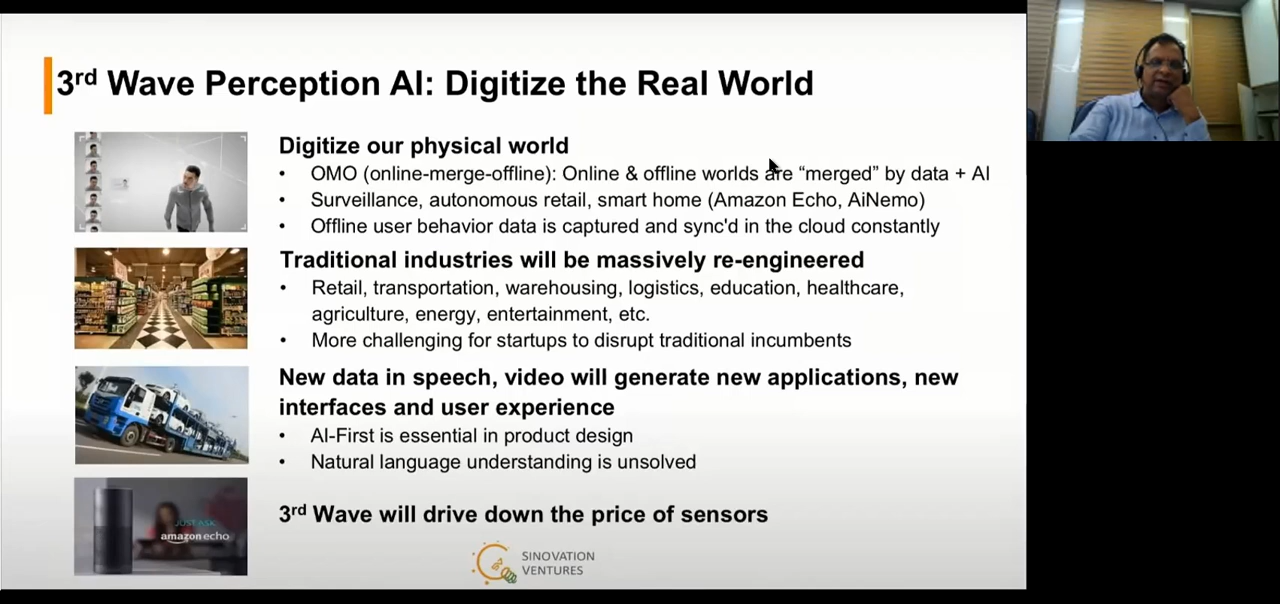 3rd Wave Perception AI: Digitize the Real World
Digitize our physical world
• OMO (online-merge-offline): Online & offline worlds are “merged” by data + AI
• Surveillance, autonomous retail, smart home (Amazon Echo, AiNemo)
• Offline user behavior data is captured and sync'd in the cloud constantly
Traditional industries will be massively re-engineered
• Retail, transportation, warehousing, logistics, education, healthcare,
agriculture, energy, entertainment, etc.
• More challenging for startups to disrupt traditional incumbents
New data in speech, video will generate new applications, new
interfaces and user experience
• AI-First is essential in product design
• Natural language understanding is unsolved
JUST ASK
amazon echo
3rd Wave will drive down the price of sensors
SINOVATION
VENTURES